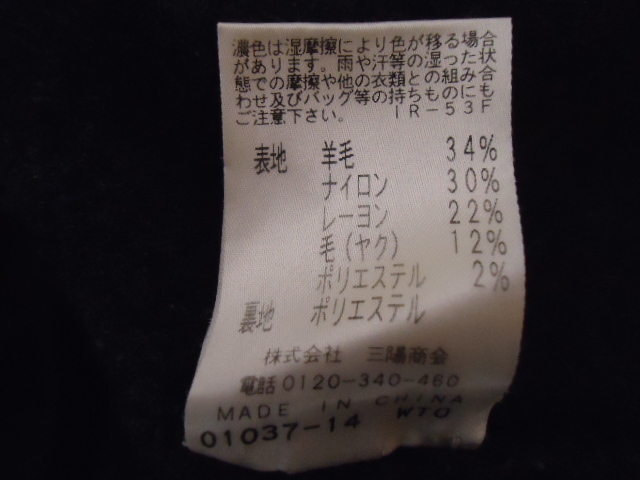 濃色は湿摩擦により色が移る場合
があります。雨や汗等の湿った状
態での摩擦や他の衣類との組み合
わせ及びバッグ等の持ちものにも
ご注意下さい。 IR-53F
表地 羊毛 34%
ナイロン 30%
レーヨン 22%
毛(ヤク) 12%
ポリエステル 2%
裏地 ポリエステル
株式会社 三陽商会
電話0120-340-460
MADE IN CHINA
01037-14 WTO